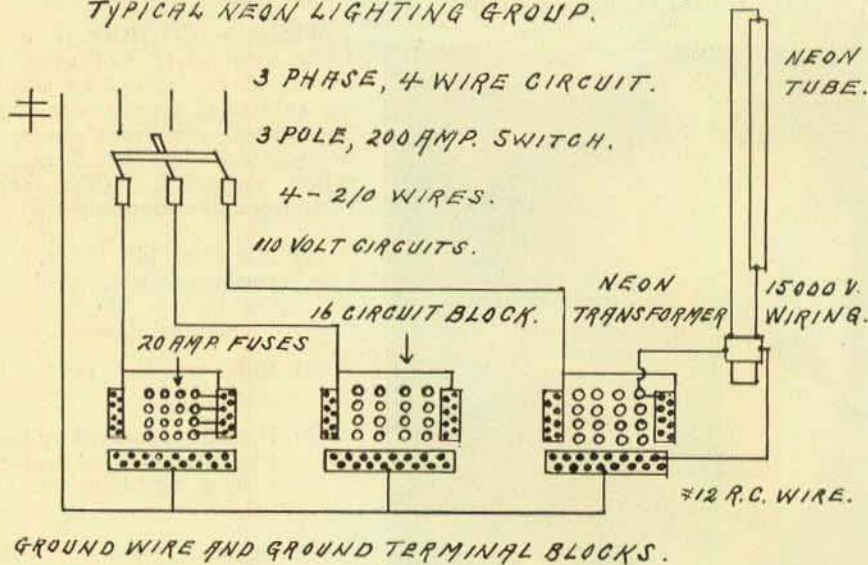 TYPICAL NEON LIGHTING GROUP.
3 PHASE, 4 WIRE CIRCUIT.
3 POLE, 200 AMP. SWITCH.
4 - 2/0 WIRES.
110 VOLT CIRCUITS.
NEON
TUBE.
NEON
TRANSFORMER
15000 V.
WIRING.
16 CIRCUIT BLOCK.
20 AMP. FUSES
#12 R.C. WIRE.
GROUND WIRE AND GROUND TERMINAL BLOCKS.